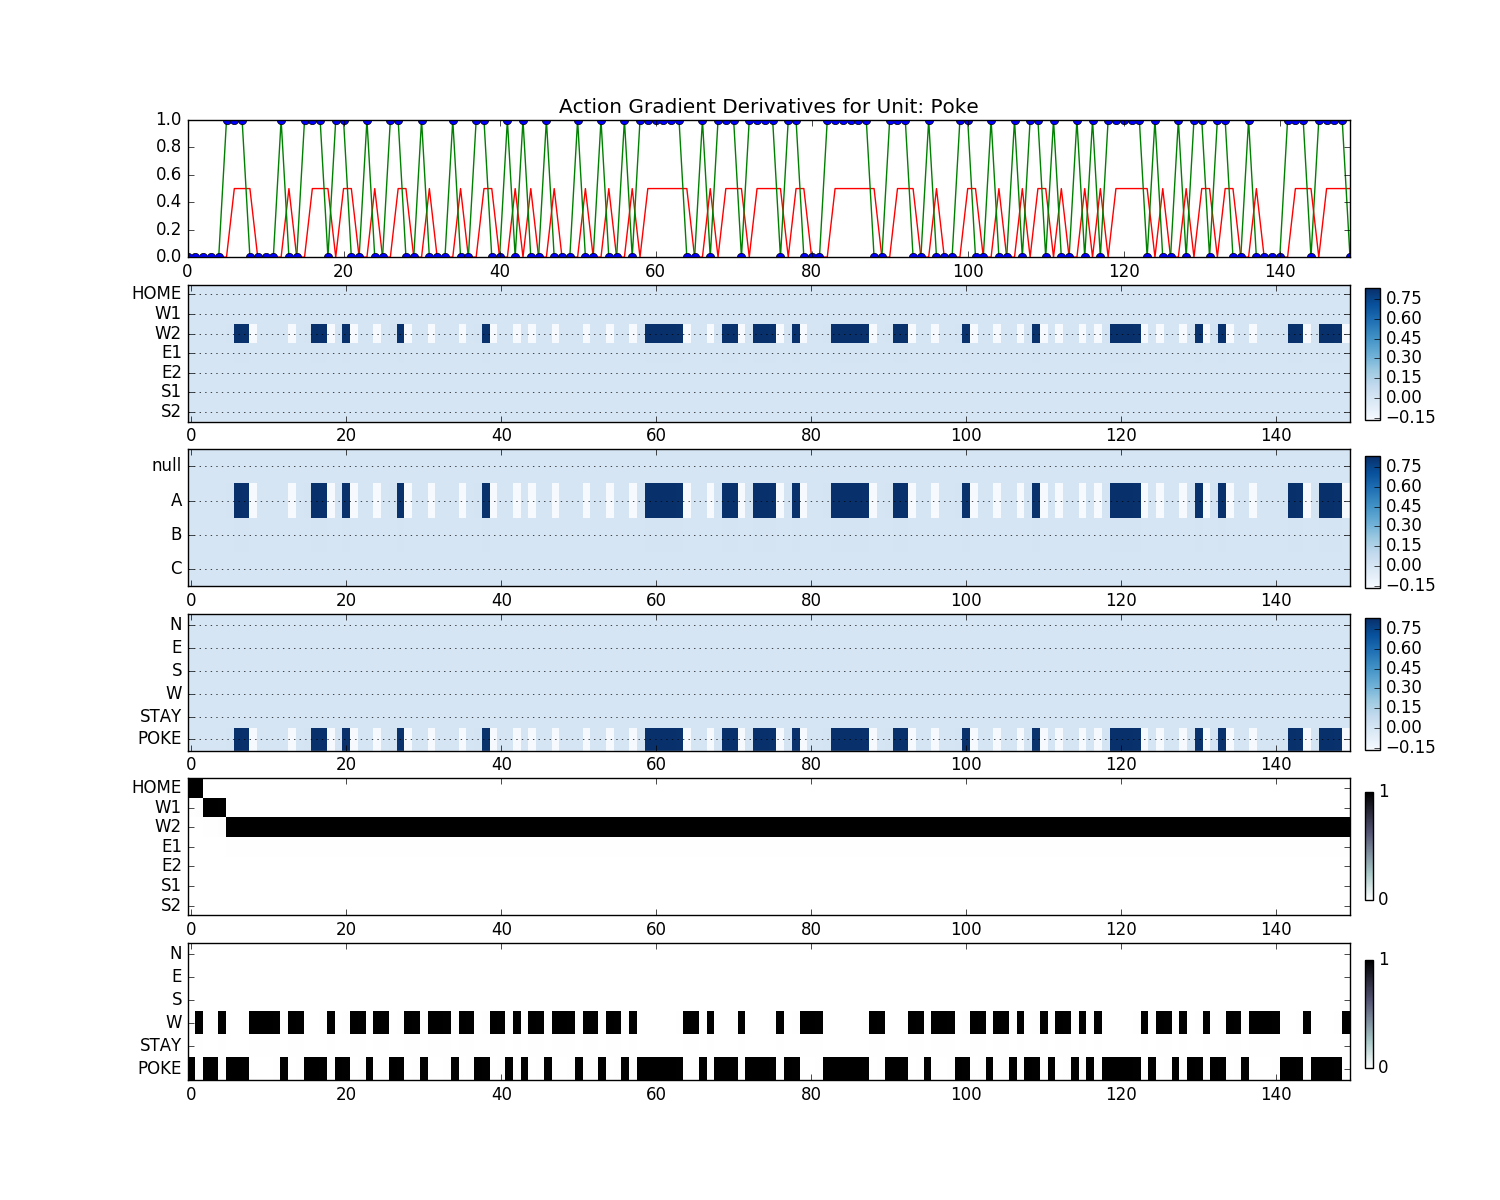 Action Gradient Derivatives for Unit: Poke
1.0
0.8
0.6
0.4
0.2
0.0
0 20 40 60 80 100 120 140
HOME
W1
W2
E1
E2
S1
S2
0 20 40 60 80 100 120 140
0.75
0.60
0.45
0.30
0.15
0.00
−0.15
null
A
B
C
0 20 40 60 80 100 120 140
0.75
0.60
0.45
0.30
0.15
0.00
−0.15
N
E
S
W
STAY
POKE
0 20 40 60 80 100 120 140
0.75
0.60
0.45
0.30
0.15
0.00
−0.15
HOME
W1
W2
E1
E2
S1
S2
0 20 40 60 80 100 120 140
1
0
N
E
S
W
STAY
POKE
0 20 40 60 80 100 120 140
1
0